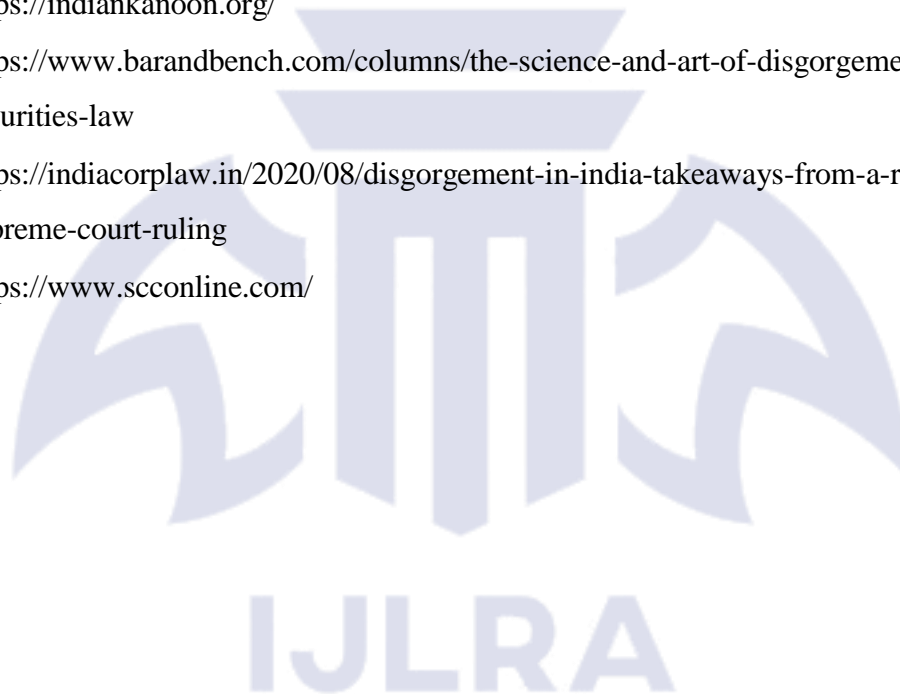 ps://indiankanoon.org/
ps://www.barandbench.com/columns/the-science-and-art-of-disgorgeme
urities-law
ps://indiacorplaw.in/2020/08/disgorgement-in-india-takeaways-from-a-r
preme-court-ruling
ps://www.scconline.com/
IJLRA